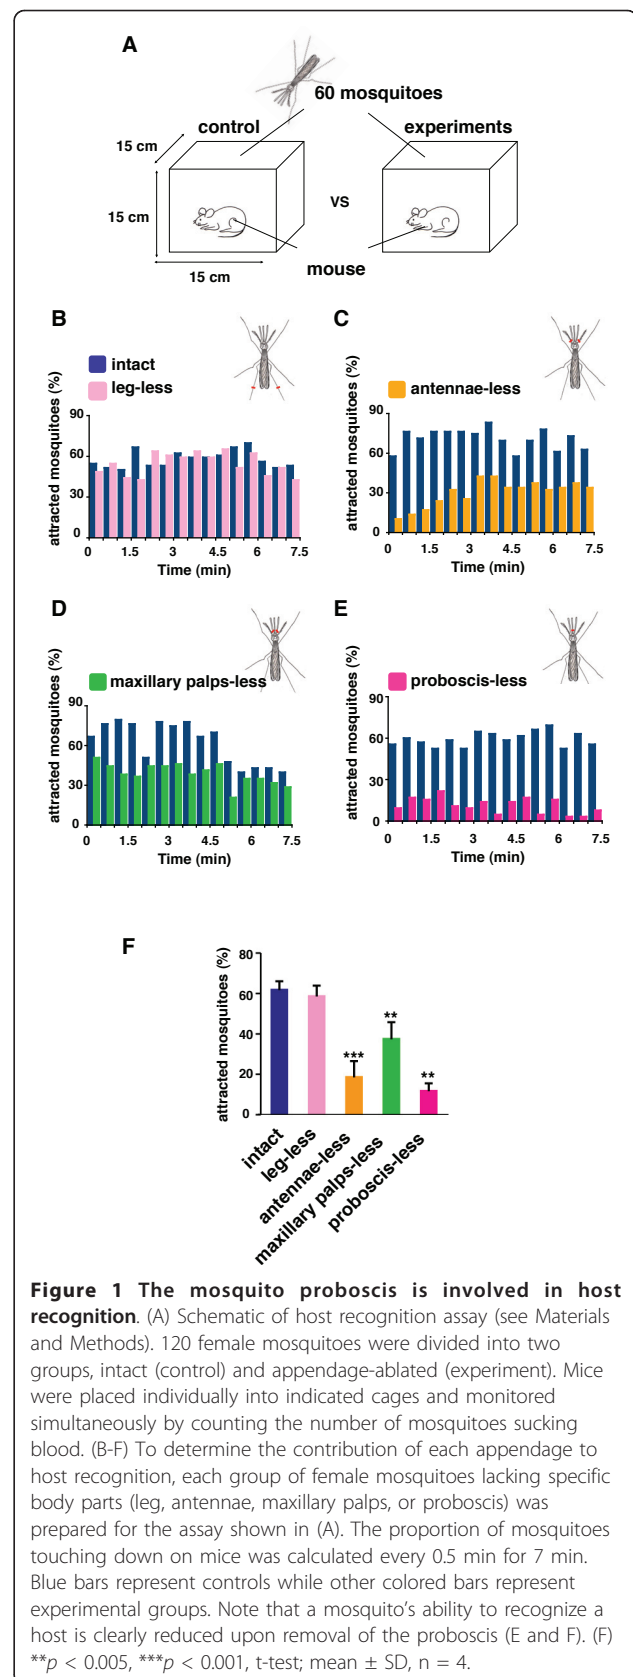 A
60 mosquitoes
control
experiments
15 cm
15 cm
vs
mouse
15 cm
B
intact
leg-less
attracted mosquitoes (%)
90
60
30
0
0 1.5 3 4.5 6 7.5
Time (min)
C
antennae-less
attracted mosquitoes (%)
90
60
30
0
0 1.5 3 4.5 6 7.5
Time (min)
D
maxillary palps-less
attracted mosquitoes (%)
90
60
30
0
0 1.5 3 4.5 6 7.5
Time (min)
E
proboscis-less
attracted mosquitoes (%)
90
60
30
0
0 1.5 3 4.5 6 7.5
Time (min)
F
attracted mosquitoes (%)
80
60
40
20
0
***
**
**
intact
leg-less
antennae-less
maxillary palps-less
proboscis-less
Figure 1 The mosquito proboscis is involved in host
recognition. (A) Schematic of host recognition assay (see Materials
and Methods). 120 female mosquitoes were divided into two
groups, intact (control) and appendage-ablated (experiment). Mice
were placed individually into indicated cages and monitored
simultaneously by counting the number of mosquitoes sucking
blood. (B-F) To determine the contribution of each appendage to
host recognition, each group of female mosquitoes lacking specific
body parts (leg, antennae, maxillary palps, or proboscis) was
prepared for the assay shown in (A). The proportion of mosquitoes
touching down on mice was calculated every 0.5 min for 7 min.
Blue bars represent controls while other colored bars represent
experimental groups. Note that a mosquito's ability to recognize a
host is clearly reduced upon removal of the proboscis (E and F). (F)
**p < 0.005, ***p < 0.001, t-test; mean ± SD, n = 4.